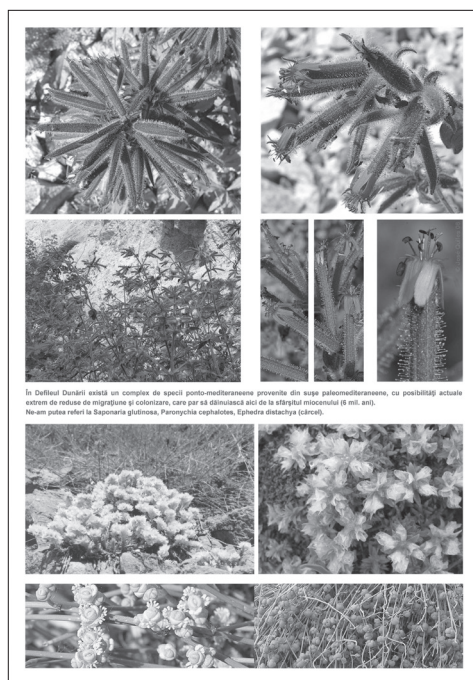 În Defileul Dunării există un complex de specii ponto-mediteraneene provenite din suşe paleomediteraneene, cu posibilităţi actuale
extrem de reduse de migraţiune şi colonizare, care par să dăinuiască aici de la sfârşitul miocenului (6 mil. ani).
Ne-am putea referi la Saponaria glutinosa, Paronychia cephalotes, Ephedra distachya (cârcel).